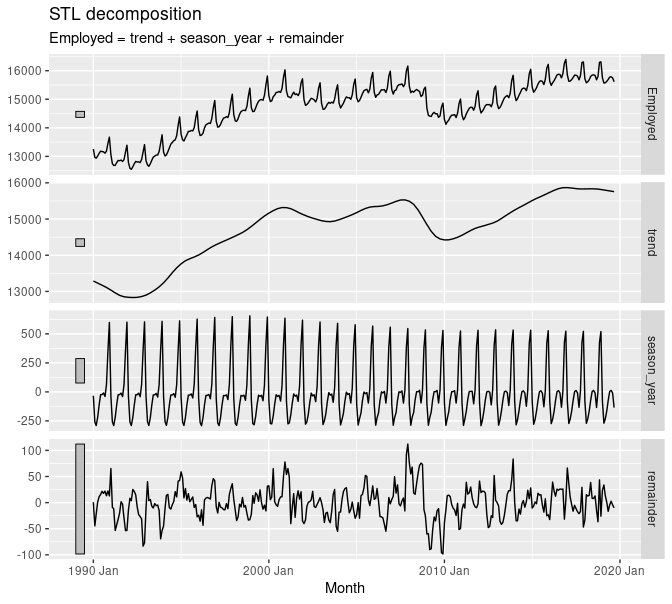 STL decomposition
Employed = trend + season_year + remainder
16000
15000
14000
13000
Employed
16000
15000
14000
13000
trend
500
250
0
-250
season_year
100
50
0
-50
-100
remainder
1990 Jan
2000 Jan
2010 Jan
2020 Jan
Month